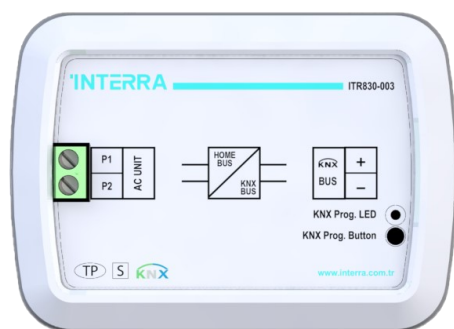 INTERRA
ITR830-003
P1
P2
AC UNIT
HOME
BUS
KNX
BUS
KNX
BUS
+
−
KNX Prog. LED
KNX Prog. Button
TP
S
KNX
www.interra.com.tr